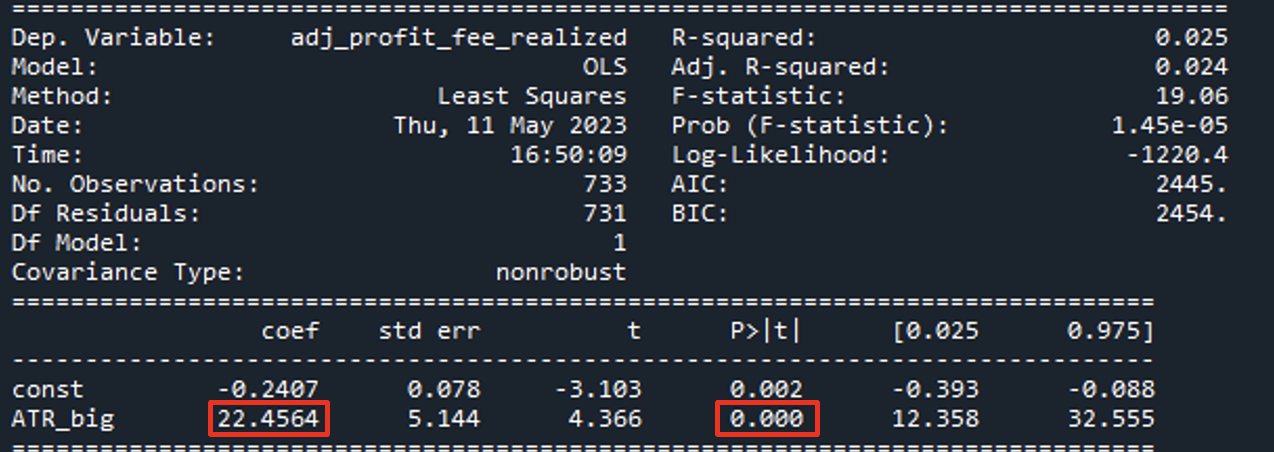 ==============================================================================
Dep. Variable:     adj_profit_fee_realized   R-squared:                       0.025
Model:                                 OLS   Adj. R-squared:                  0.024
Method:                      Least Squares   F-statistic:                     19.06
Date:                     Thu, 11 May 2023   Prob (F-statistic):           1.45e-05
Time:                             16:50:09   Log-Likelihood:                -1220.4
No. Observations:                      733   AIC:                             2445.
Df Residuals:                          731   BIC:                             2454.
Df Model:                                1
Covariance Type:                 nonrobust
==============================================================================
                 coef    std err          t      P>|t|      [0.025      0.975]
------------------------------------------------------------------------------
const         -0.2407      0.078     -3.103      0.002      -0.393      -0.088
ATR_big       22.4564      5.144      4.366      0.000      12.358      32.555
==============================================================================